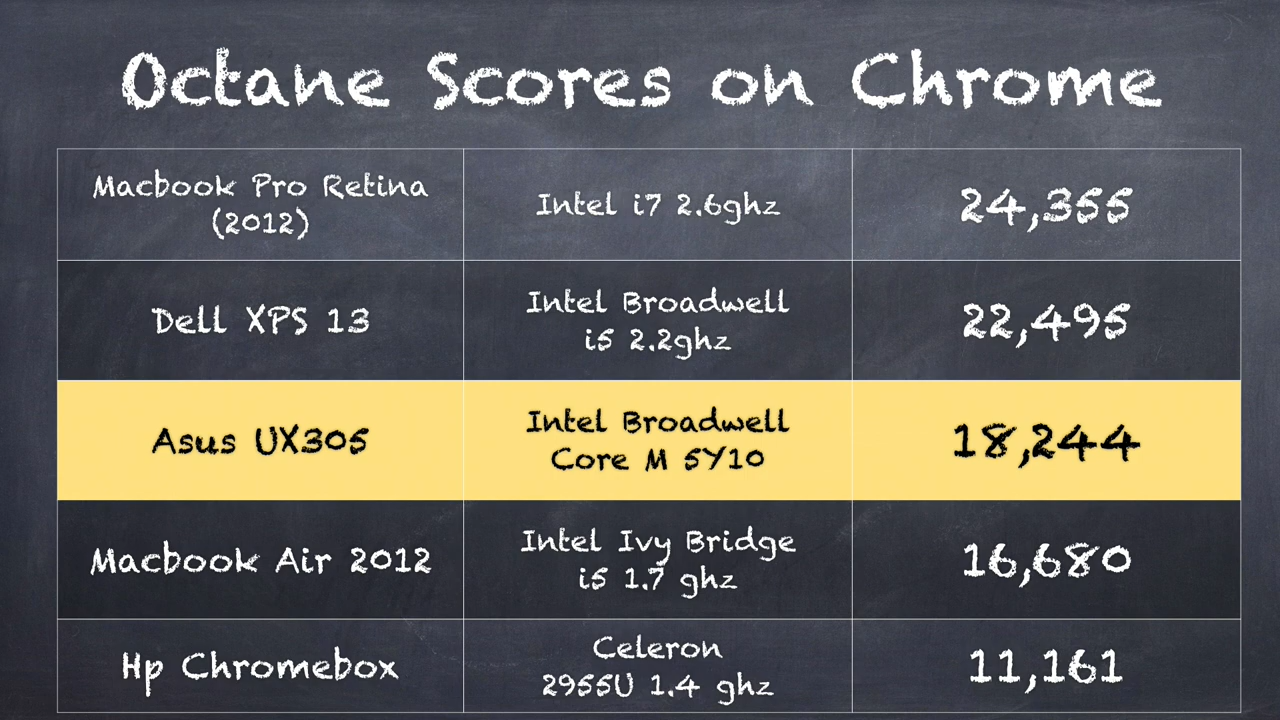 Octane Scores on Chrome
Macbook Pro Retina
(2012)
Intel i7 2.6ghz
24,355
Dell XPS 13
Intel Broadwell
i5 2.2ghz
22,495
Asus UX305
Intel Broadwell
Core M 5Y10
18,244
Macbook Air 2012
Intel Ivy Bridge
i5 1.7 ghz
16,680
Hp Chromebox
Celeron
2955U 1.4 ghz
11,161